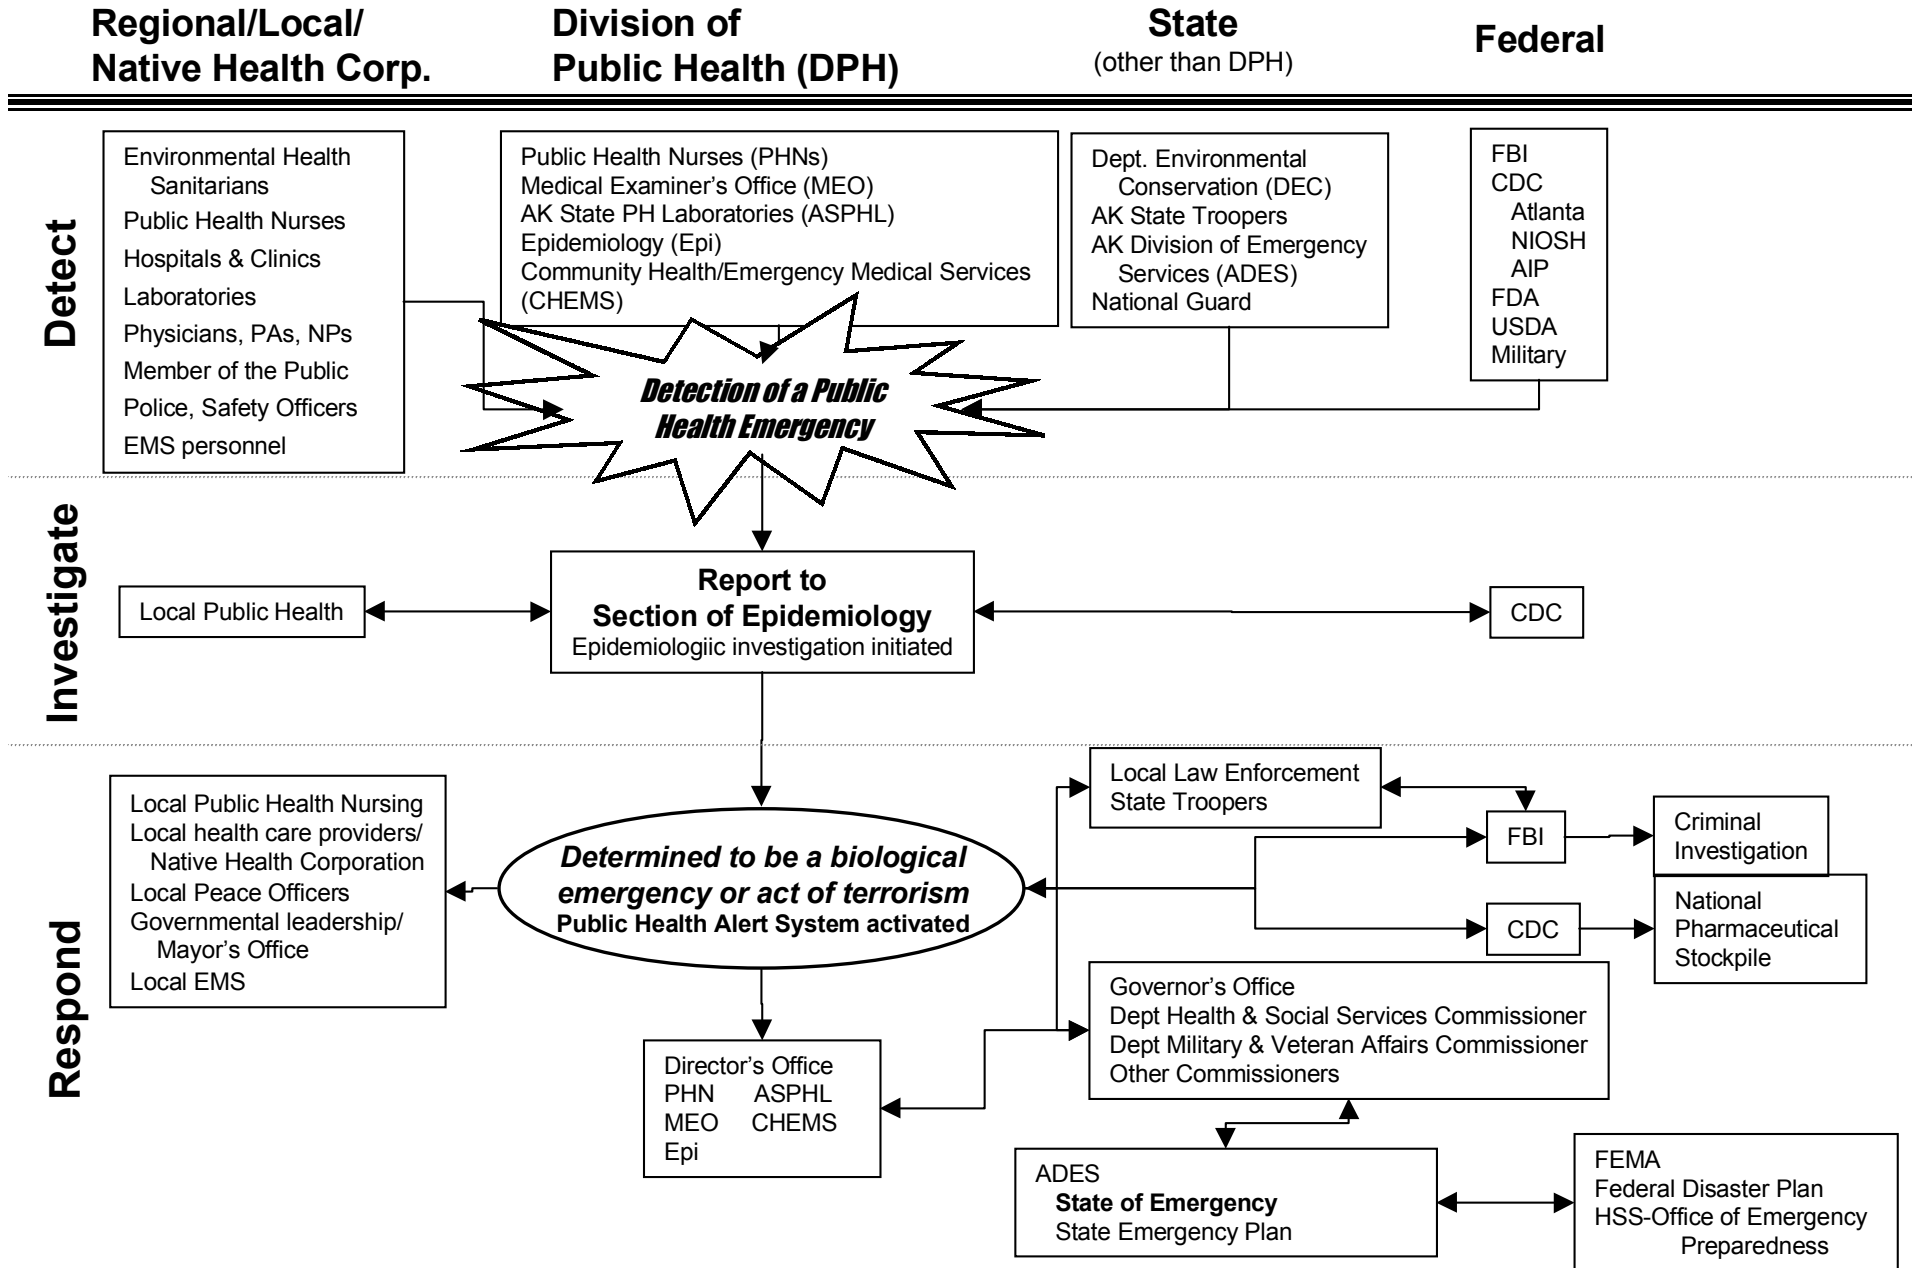 Regional/Local/
Native Health Corp.
Division of
Public Health (DPH)
State
(other than DPH)
Federal
Detect
Environmental Health
Sanitarians
Public Health Nurses
Hospitals & Clinics
Laboratories
Physicians, PAs, NPs
Member of the Public
Police, Safety Officers
EMS personnel
Public Health Nurses (PHNs)
Medical Examiner's Office (MEO)
AK State PH Laboratories (ASPHL)
Epidemiology (Epi)
Community Health/Emergency Medical Services
(CHEMS)
Dept. Environmental
Conservation (DEC)
AK State Troopers
AK Division of Emergency
Services (ADES)
National Guard
FBI
CDC
Atlanta
NIOSH
AIP
FDA
USDA
Military
Detection of a Public
Health Emergency
Investigate
Local Public Health
Report to
Section of Epidemiology
Epidemiologiic investigation initiated
CDC
Respond
Local Public Health Nursing
Local health care providers/
Native Health Corporation
Local Peace Officers
Governmental leadership/
Mayor's Office
Local EMS
Determined to be a biological
emergency or act of terrorism
Public Health Alert System activated
Local Law Enforcement
State Troopers
FBI
Criminal
Investigation
CDC
National
Pharmaceutical
Stockpile
Director's Office
PHN ASPHL
MEO CHEMS
Epi
Governor's Office
Dept Health & Social Services Commissioner
Dept Military & Veteran Affairs Commissioner
Other Commissioners
ADES
State of Emergency
State Emergency Plan
FEMA
Federal Disaster Plan
HSS-Office of Emergency
Preparedness